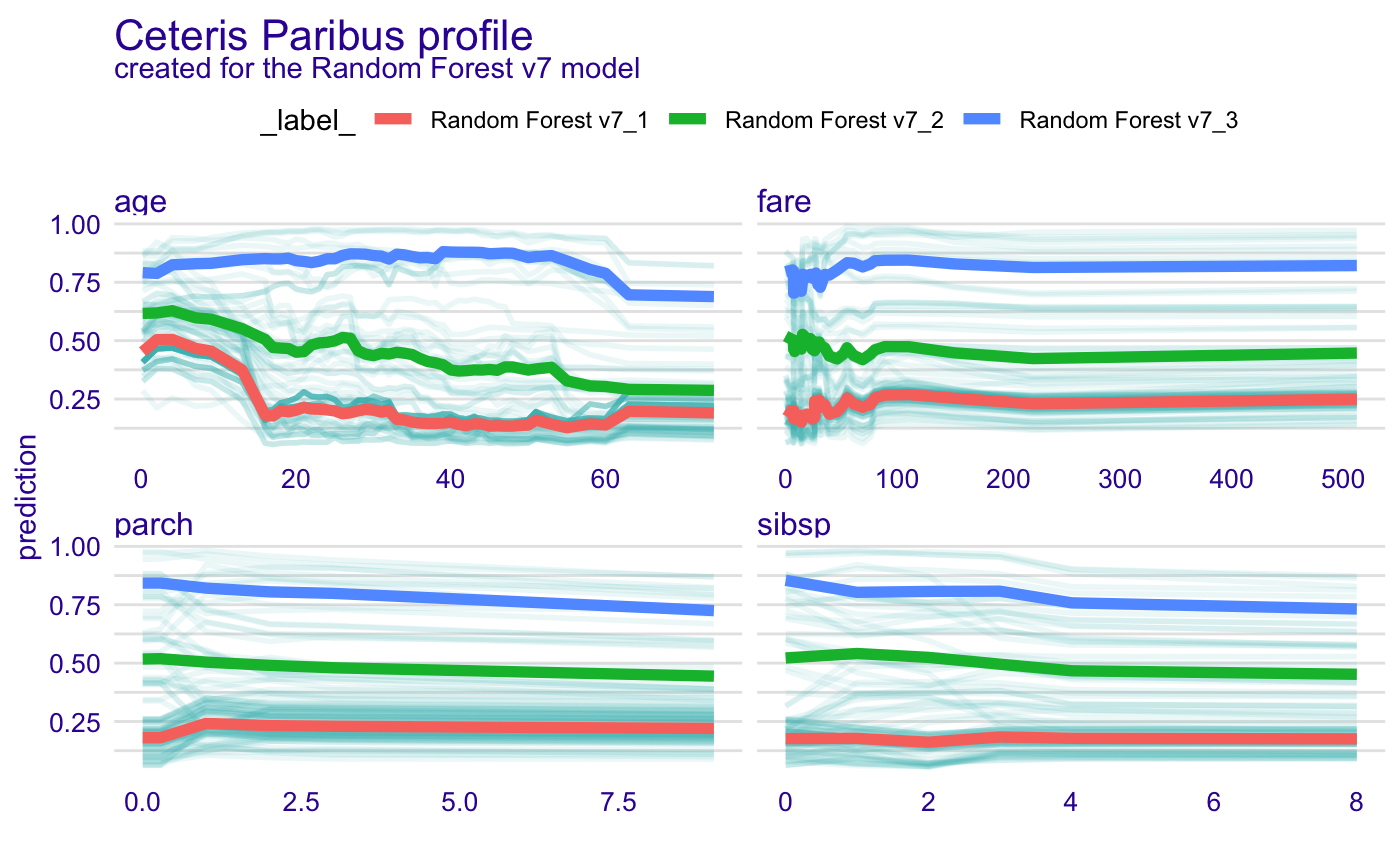 Ceteris Paribus profile
created for the Random Forest v7 model
_label_ Random Forest v7_1 Random Forest v7_2 Random Forest v7_3
age fare
1.00
0.75
0.50
0.25
0 20 40 60 0 100 200 300 400 500
prediction
parch sibsp
1.00
0.75
0.50
0.25
0.0 2.5 5.0 7.5 0 2 4 6 8